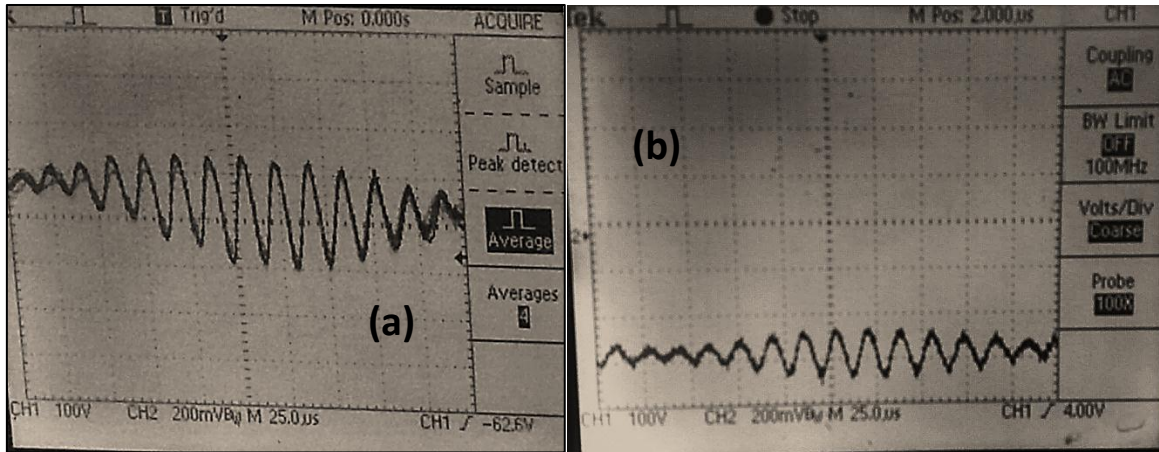 Trig'd M Pos: 0.000s ACQUIRE
Sample
Peak detect
Average
Averages
4
(a)
CH1 100V CH2 200mVBw M 25.0us CH1 / -62.6V
Tek Stop M Pos: 2.000us CH1
Coupling
AC
BW Limit
OFF
100MHz
Volts/Div
Coarse
Probe
100X
(b)
2
CH1 100V CH2 200mVBw M 25.0us CH1 / 4.00V